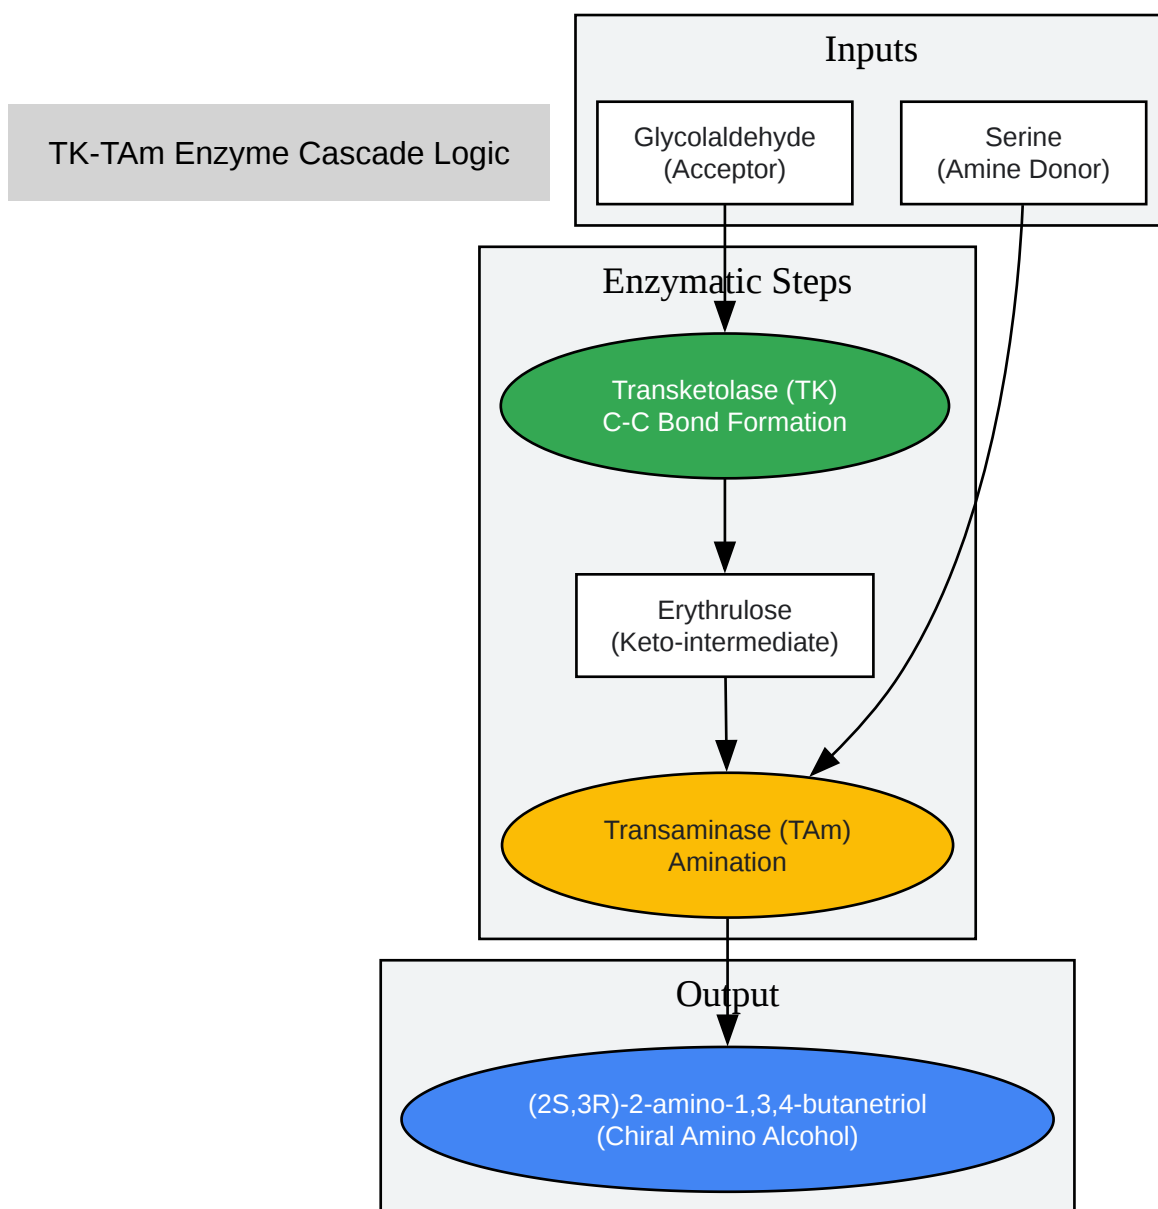 TK-TAm Enzyme Cascade Logic
Inputs
Glycolaldehyde
(Acceptor)
Serine
(Amine Donor)
Enzymatic Steps
Transketolase (TK)
C-C Bond Formation
Erythrulose
(Keto-intermediate)
Transaminase (TAm)
Amination
Output
(2S,3R)-2-amino-1,3,4-butanetriol
(Chiral Amino Alcohol)